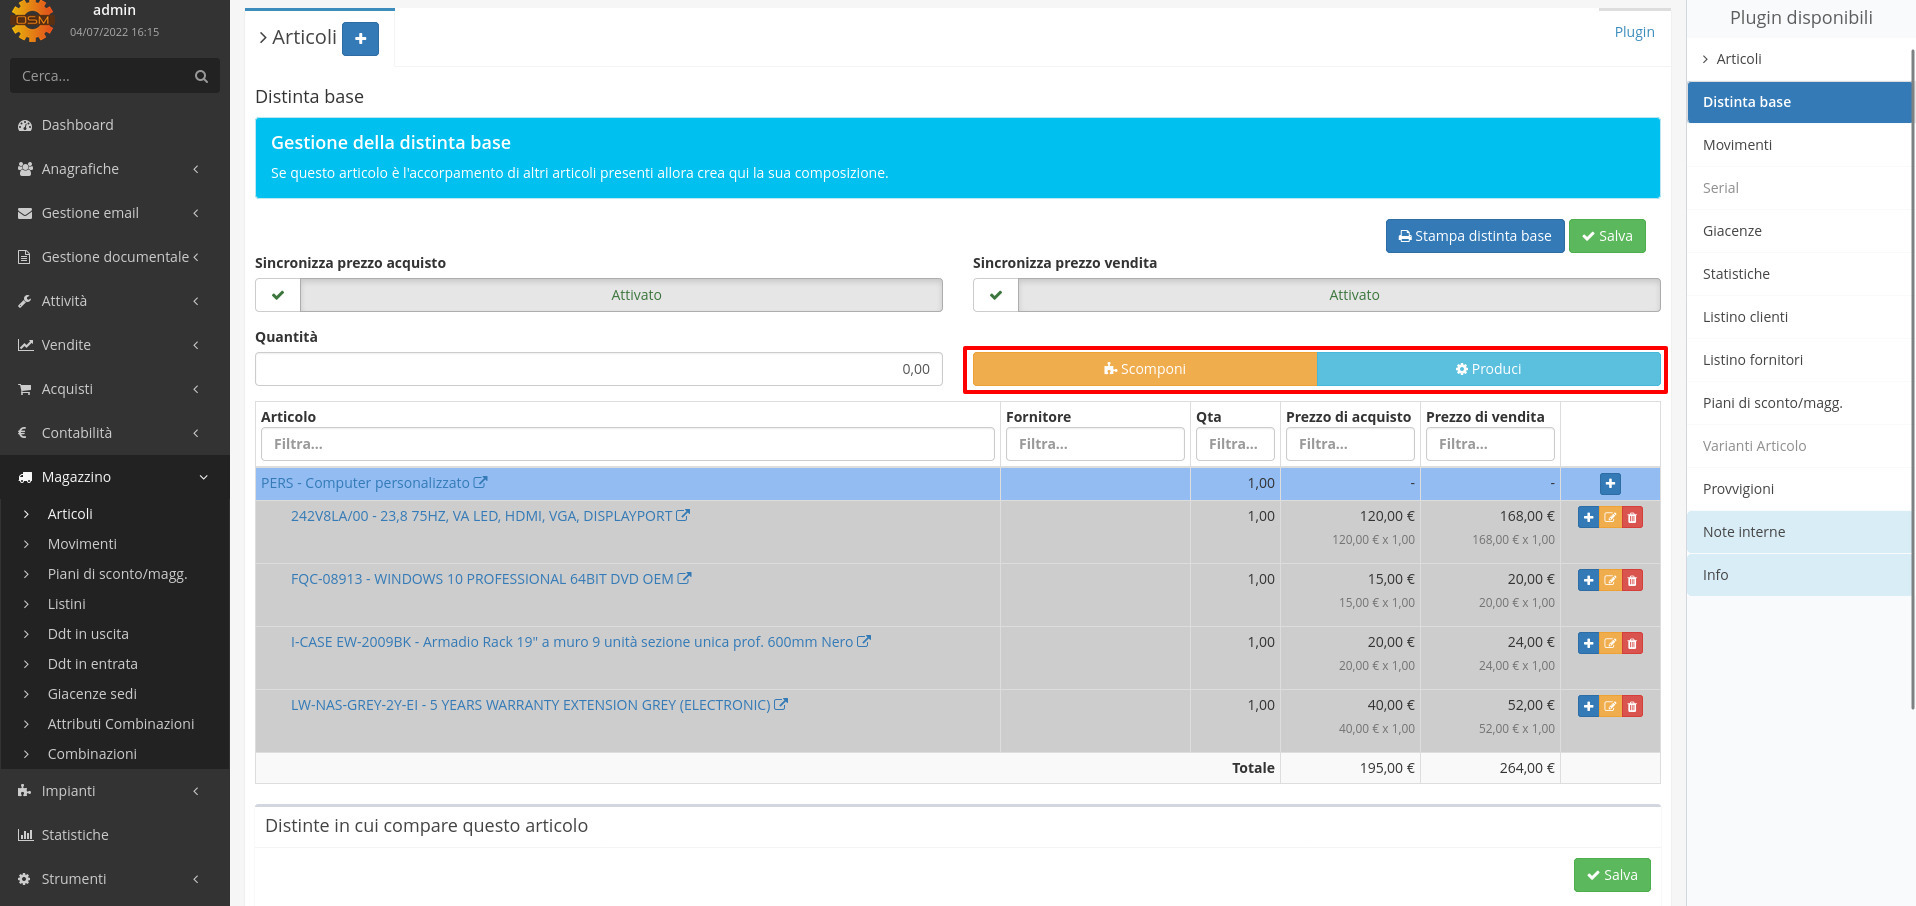 OSM
admin
04/07/2022 16:15
Cerca...
Dashboard
Anagrafiche
Gestione email
Gestione documentale
Attività
Vendite
Acquisti
Contabilità
Magazzino
Articoli
Movimenti
Piani di sconto/magg.
Listini
Ddt in uscita
Ddt in entrata
Giacenze sedi
Attributi Combinazioni
Combinazioni
Impianti
Statistiche
Strumenti
Articoli
Plugin
Distinta base
Gestione della distinta base
Se questo articolo è l'accorpamento di altri articoli presenti allora crea qui la sua composizione.
Stampa distinta base Salva
Sincronizza prezzo acquisto Sincronizza prezzo vendita
Attivato Attivato
Quantità
0,00 Scomponi Produci
Articolo Fornitore Qta Prezzo di acquisto Prezzo di vendita
Filtra... Filtra... Filtra... Filtra... Filtra...
PERS - Computer personalizzato 1,00 - -
242V8LA/00 - 23,8 75HZ, VA LED, HDMI, VGA, DISPLAYPORT 1,00 120,00 € 168,00 €
120,00 € x 1,00 168,00 € x 1,00
FQC-08913 - WINDOWS 10 PROFESSIONAL 64BIT DVD OEM 1,00 15,00 € 20,00 €
15,00 € x 1,00 20,00 € x 1,00
I-CASE EW-2009BK - Armadio Rack 19" a muro 9 unità sezione unica prof. 600mm Nero 1,00 20,00 € 24,00 €
20,00 € x 1,00 24,00 € x 1,00
LW-NAS-GREY-2Y-EI - 5 YEARS WARRANTY EXTENSION GREY (ELECTRONIC) 1,00 40,00 € 52,00 €
40,00 € x 1,00 52,00 € x 1,00
Totale 195,00 € 264,00 €
Distinte in cui compare questo articolo
Salva
Plugin disponibili
Articoli
Distinta base
Movimenti
Serial
Giacenze
Statistiche
Listino clienti
Listino fornitori
Piani di sconto/magg.
Varianti Articolo
Provvigioni
Note interne
Info